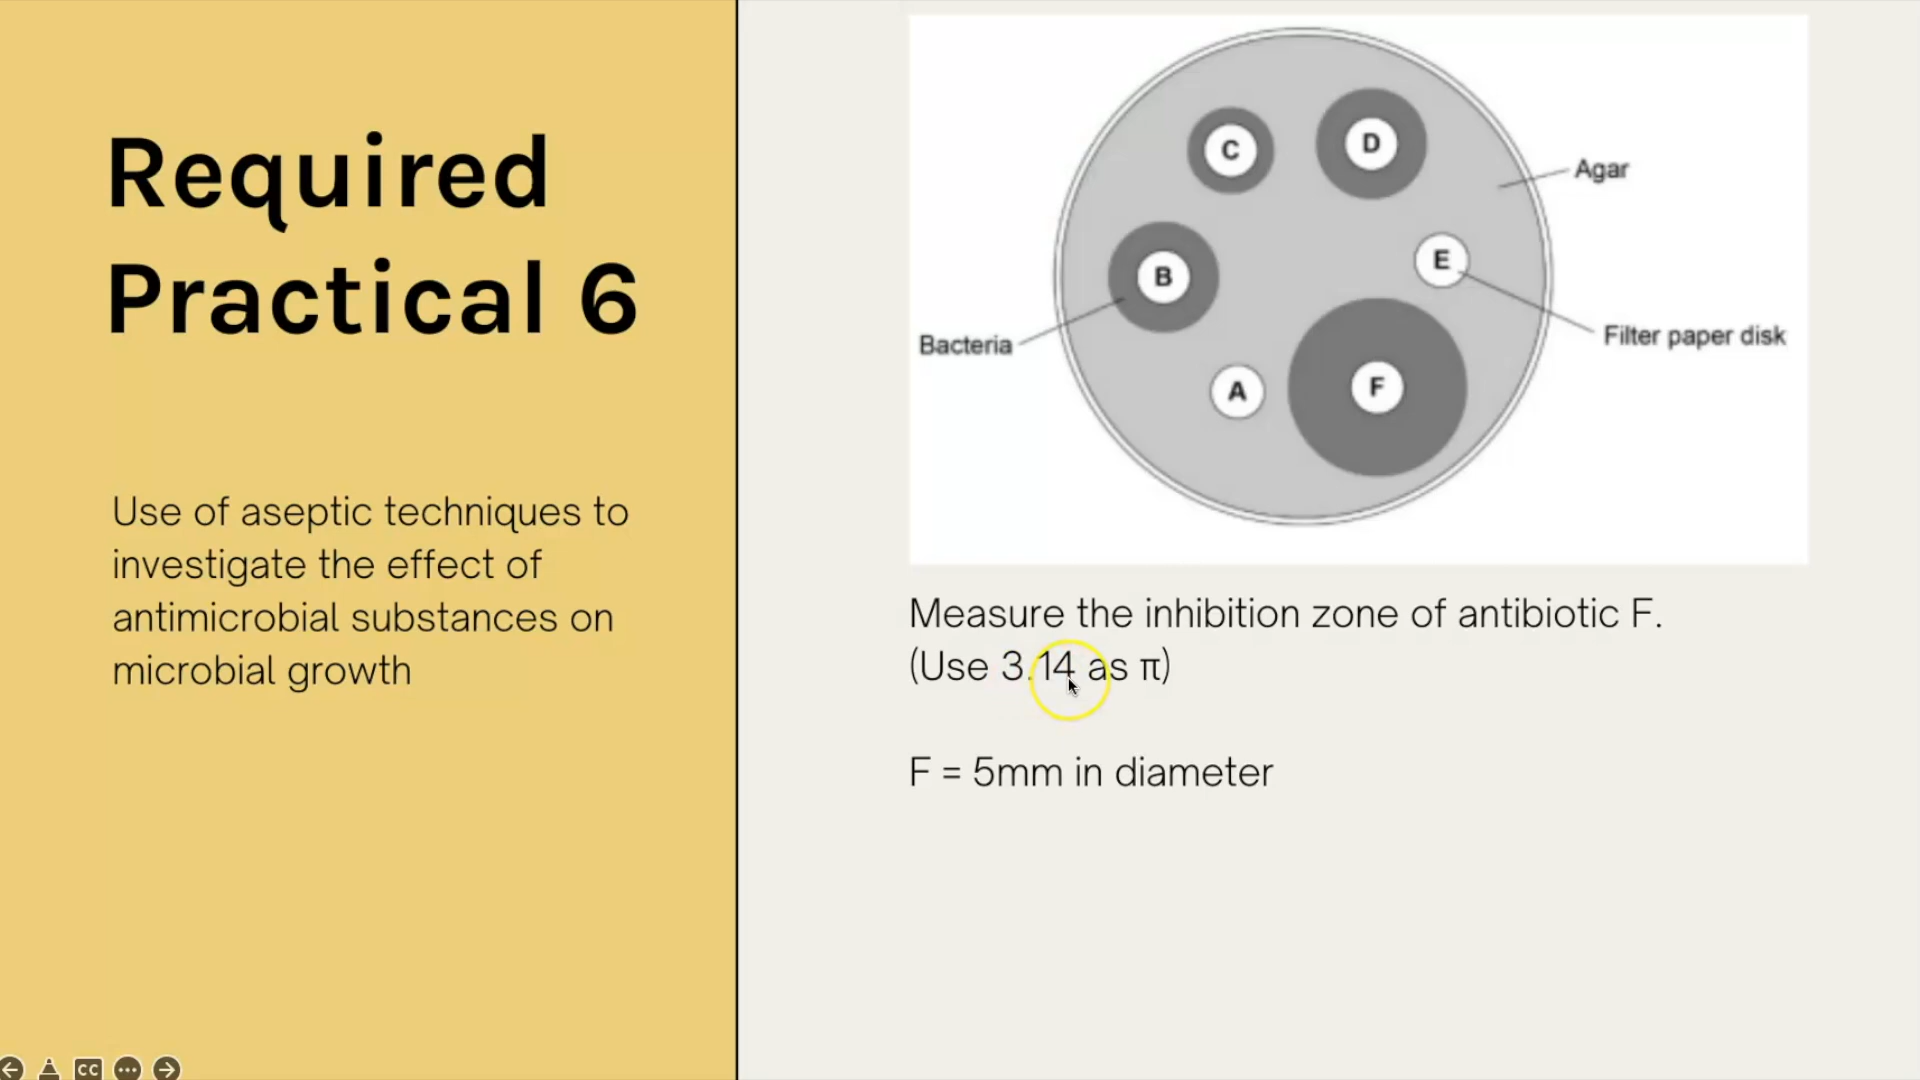 Required
Practical 6
Use of aseptic techniques to
investigate the effect of
antimicrobial substances on
microbial growth
C
D
Agar
B
E
Bacteria
Filter paper disk
A
F
Measure the inhibition zone of antibiotic F.
(Use 3.14 as π)
F = 5mm in diameter
CC